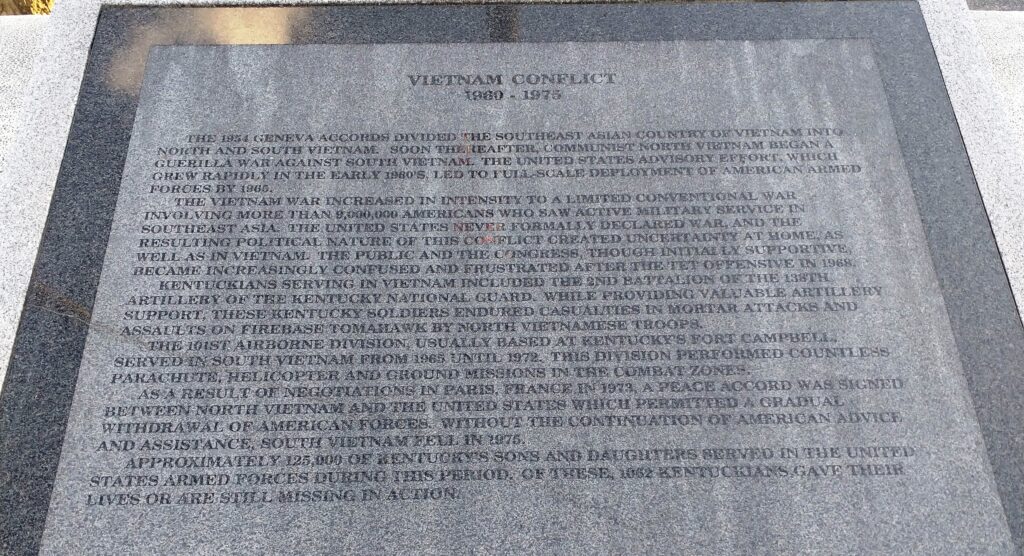 VIETNAM CONFLICT
1960 - 1975
THE 1954 GENEVA ACCORDS DIVIDED THE SOUTHEAST ASIAN COUNTRY OF VIETNAM INTO
NORTH AND SOUTH VIETNAM. SOON THEREAFTER, COMMUNIST NORTH VIETNAM BEGAN A
GUERILLA WAR AGAINST SOUTH VIETNAM. THE UNITED STATES ADVISORY EFFORT, WHICH
GREW RAPIDLY IN THE EARLY 1960'S, LED TO FULL-SCALE DEPLOYMENT OF AMERICAN ARMED
FORCES BY 1965.
THE VIETNAM WAR INCREASED IN INTENSITY TO A LIMITED CONVENTIONAL WAR
INVOLVING MORE THAN 9,000,000 AMERICANS WHO SAW ACTIVE MILITARY SERVICE IN
SOUTHEAST ASIA. THE UNITED STATES NEVER FORMALLY DECLARED WAR, AND THE
RESULTING POLITICAL NATURE OF THIS CONFLICT CREATED UNCERTAINTY AT HOME, AS
WELL AS IN VIETNAM. THE PUBLIC AND THE CONGRESS, THOUGH INITIALLY SUPPORTIVE,
BECAME INCREASINGLY CONFUSED AND FRUSTRATED AFTER THE TET OFFENSIVE IN 1968.
KENTUCKIANS SERVING IN VIETNAM INCLUDED THE 2ND BATTALION OF THE 138TH
ARTILLERY OF THE KENTUCKY NATIONAL GUARD. WHILE PROVIDING VALUABLE ARTILLERY
SUPPORT, THESE KENTUCKY SOLDIERS ENDURED CASUALTIES IN MORTAR ATTACKS AND
ASSAULTS ON FIREBASE TOMAHAWK BY NORTH VIETNAMESE TROOPS.
THE 101ST AIRBORNE DIVISION, USUALLY BASED AT KENTUCKY'S FORT CAMPBELL,
SERVED IN SOUTH VIETNAM FROM 1965 UNTIL 1972. THIS DIVISION PERFORMED COUNTLESS
PARACHUTE, HELICOPTER AND GROUND MISSIONS IN THE COMBAT ZONES.
AS A RESULT OF NEGOTIATIONS IN PARIS, FRANCE IN 1973, A PEACE ACCORD WAS SIGNED
BETWEEN NORTH VIETNAM AND THE UNITED STATES WHICH PERMITTED A GRADUAL
WITHDRAWAL OF AMERICAN FORCES. WITHOUT THE CONTINUATION OF AMERICAN ADVICE
AND ASSISTANCE, SOUTH VIETNAM FELL IN 1975.
APPROXIMATELY 125,000 OF KENTUCKY'S SONS AND DAUGHTERS SERVED IN THE UNITED
STATES ARMED FORCES DURING THIS PERIOD. OF THESE, KENTUCKIANS GAVE THEIR
LIVES OR ARE STILL MISSING IN ACTION.